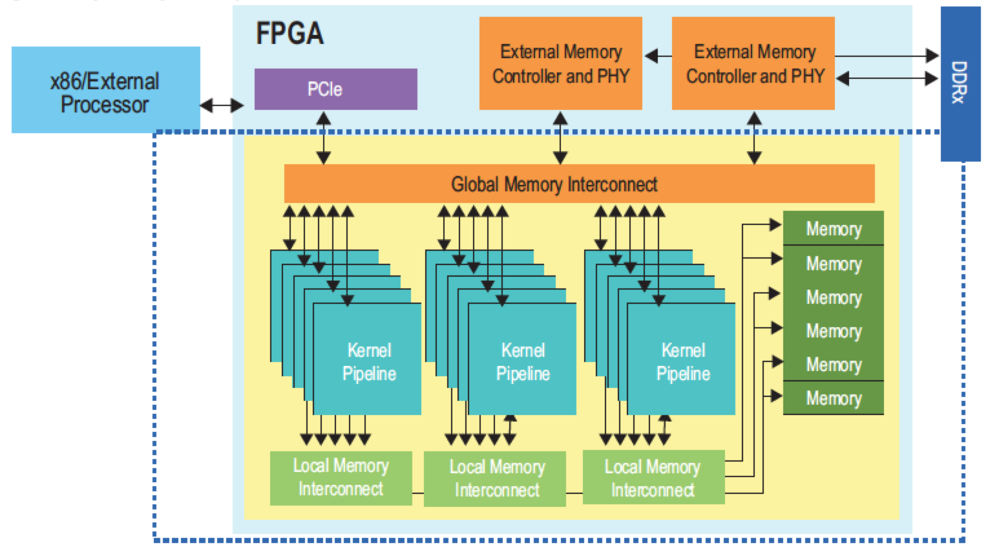 FPGA
x86/External
Processor
PCIe
External Memory
Controller and PHY
External Memory
Controller and PHY
DDRx
Global Memory Interconnect
Kernel
Pipeline
Kernel
Pipeline
Kernel
Pipeline
Memory
Memory
Memory
Memory
Memory
Memory
Local Memory
Interconnect
Local Memory
Interconnect
Local Memory
Interconnect